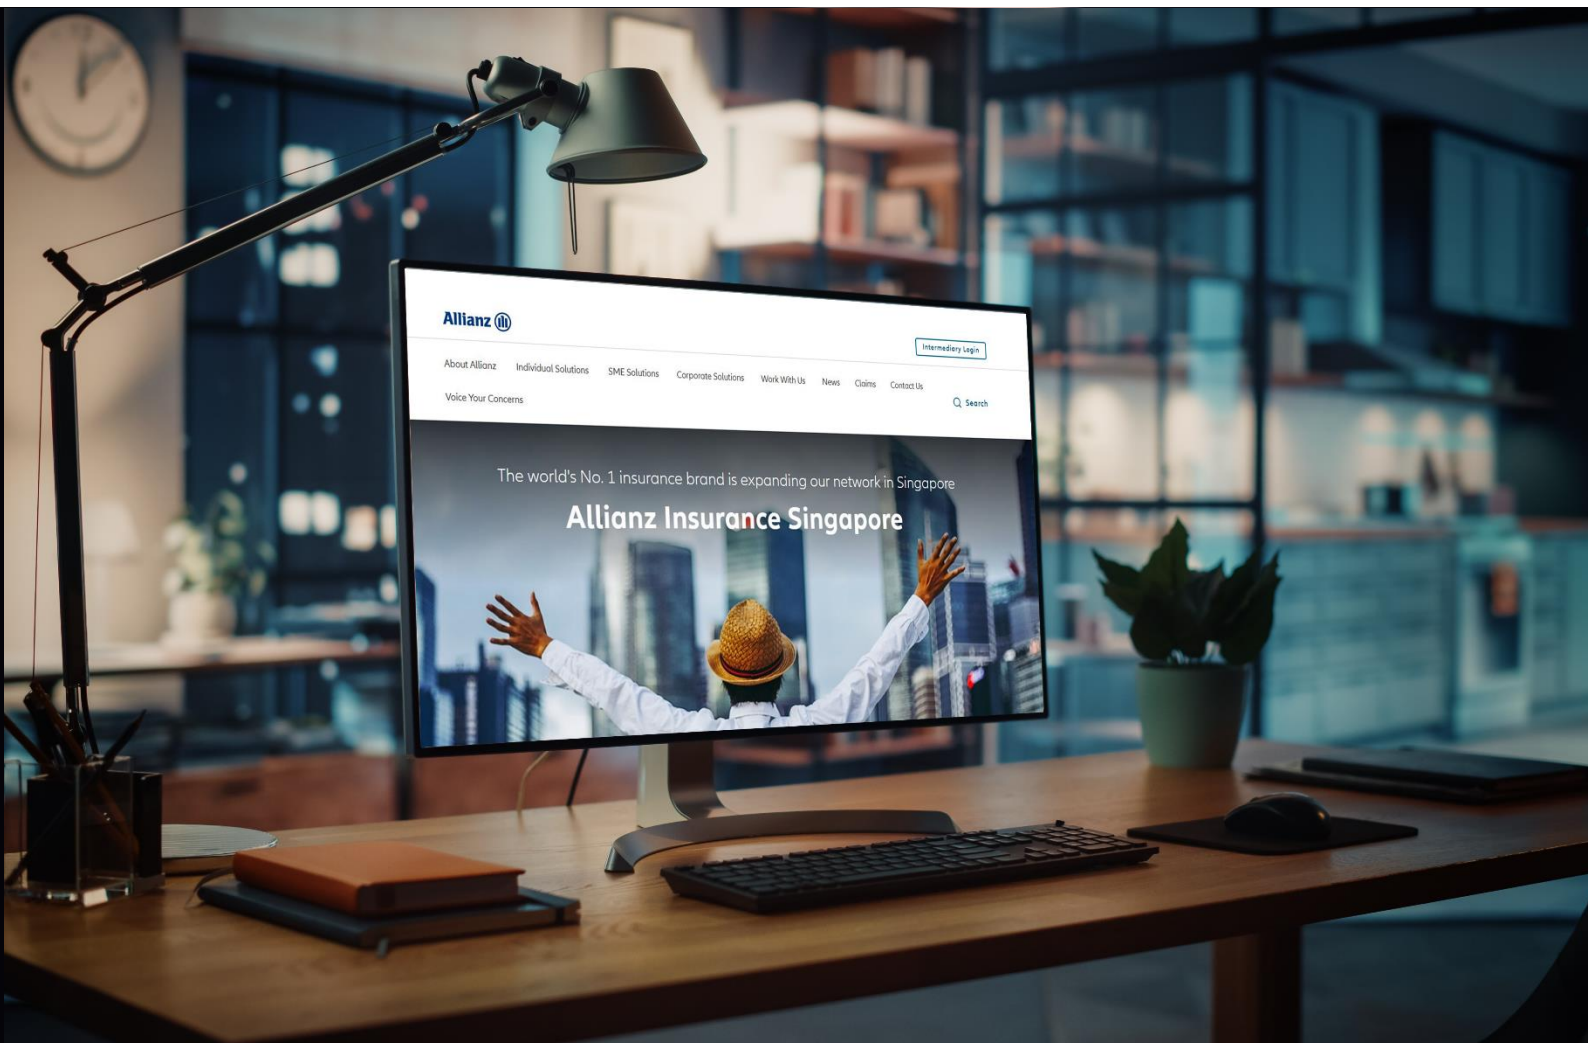 Allianz
Intermediary Login
About Allianz Individual Solutions SME Solutions Corporate Solutions Work With Us News Claims Contact Us
Voice Your Concerns
Search
The world's No. 1 insurance brand is expanding our network in Singapore
Allianz Insurance Singapore